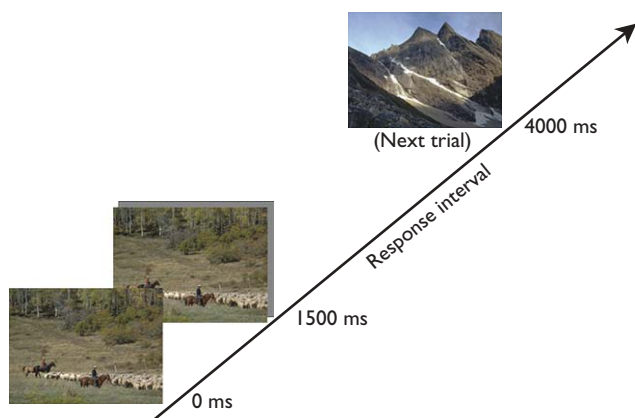 (Next trial)
4000 ms
Response interval
1500 ms
0 ms